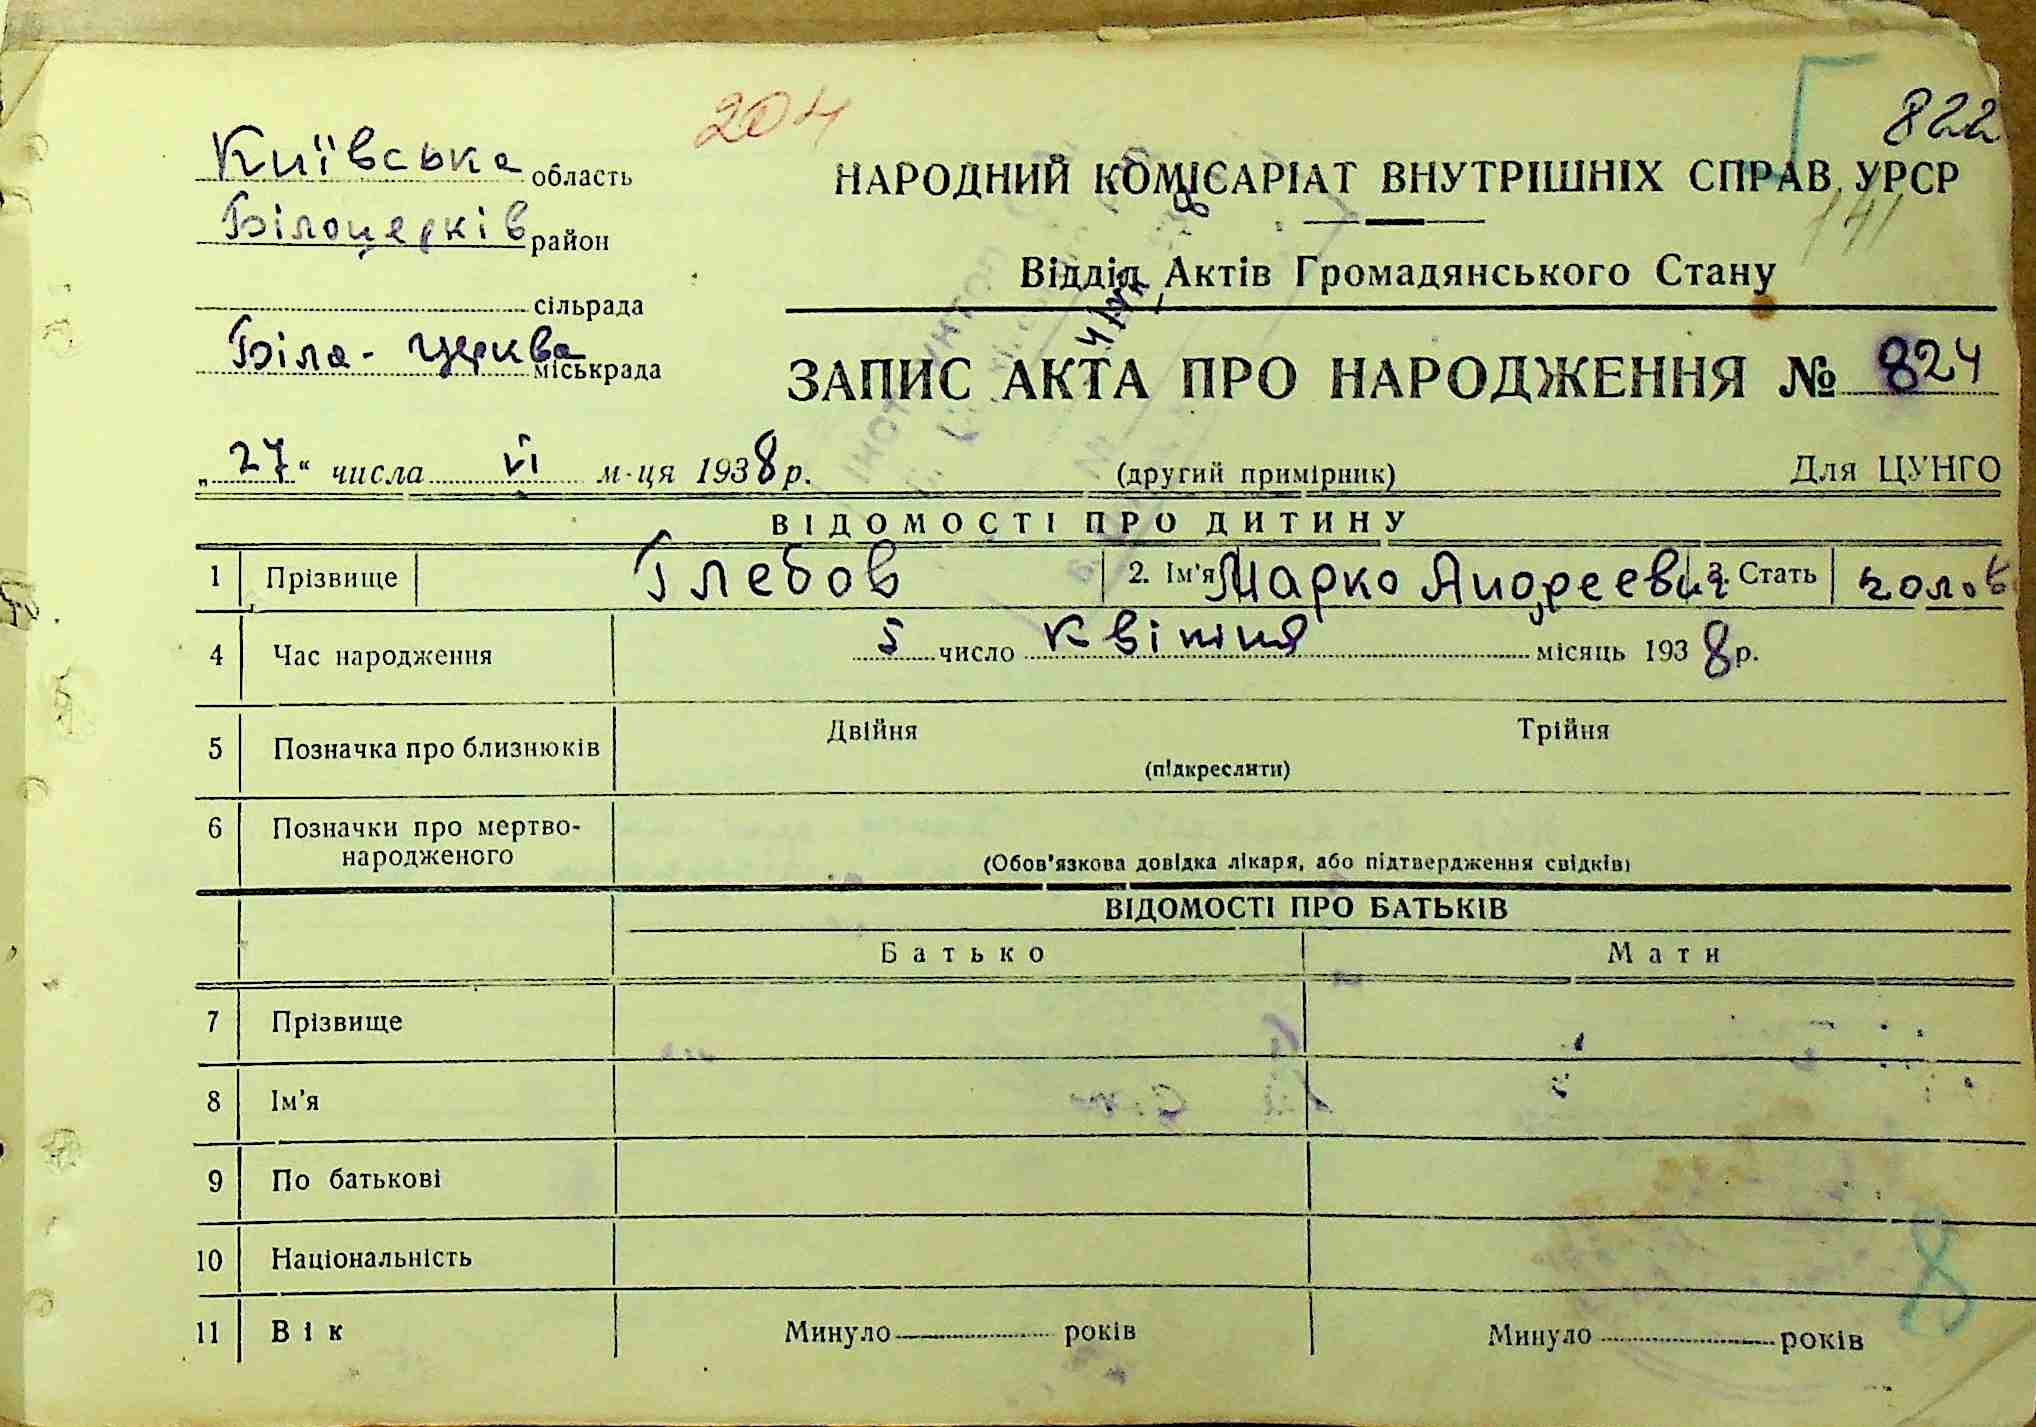 204
822
Київська область
НАРОДНИЙ КОМІСАРІАТ ВНУТРІШНІХ СПРАВ УРСР
141
Білоцерків район
Відділ Актів Громадянського Стану
сільрада
Біла-Церква міськрада
ЗАПИС АКТА ПРО НАРОДЖЕННЯ № 824
„27“ числа VI м-ця 1938 р.
(другий примірник)
Для ЦУНГО
ВІДОМОСТІ ПРО ДИТИНУ
1 Прізвище Глебов 2. Ім'я Марко Андреевич 3. Стать чолов
4 Час народження 5 число Квітня місяць 1938 р.
5 Позначка про близнюків Двійня Трійня
(підкреслити)
6 Позначки про мертво-
народженого
(Обов'язкова довідка лікаря, або підтвердження свідків)
ВІДОМОСТІ ПРО БАТЬКІВ
Батько Мати
7 Прізвище
8 Ім'я
9 По батькові
10 Національність
8
11 Вік Минуло років Минуло років